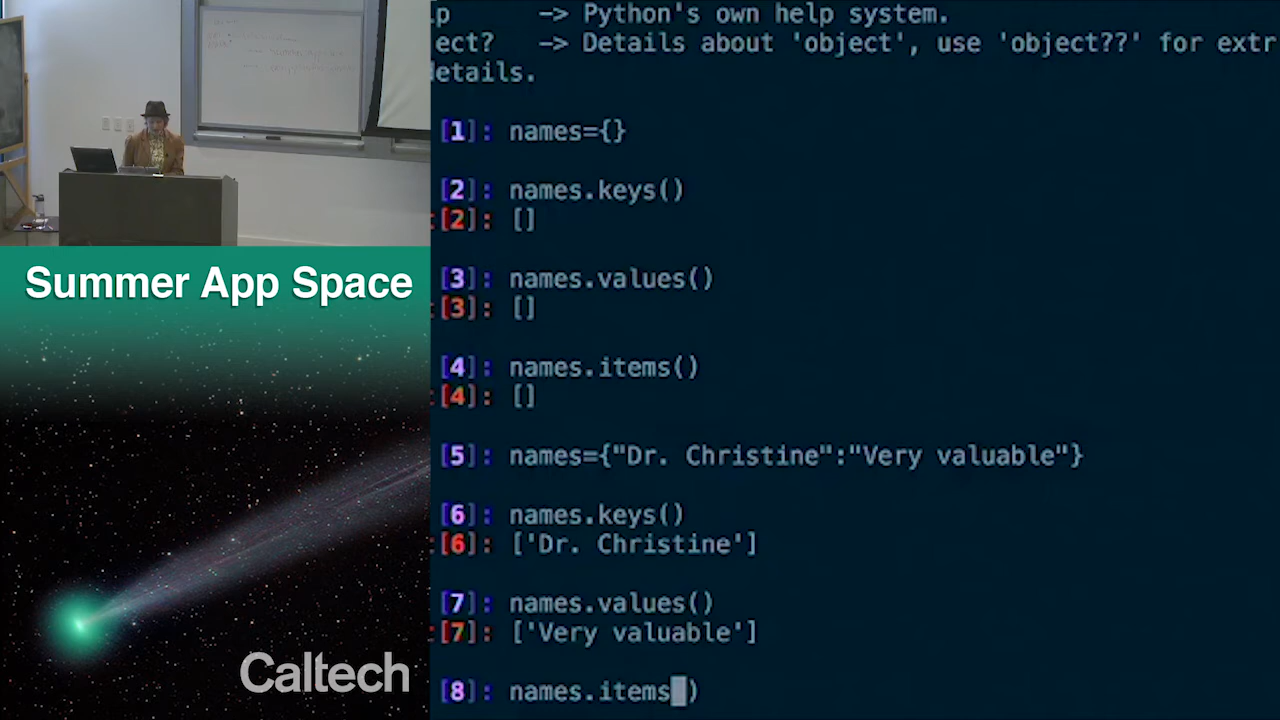 Summer App Space
Caltech
lp -> Python's own help system.
ect? -> Details about 'object', use 'object??' for extr
details.
[1]: names={}
[2]: names.keys()
:[2]: []
[3]: names.values()
:[3]: []
[4]: names.items()
:[4]: []
[5]: names={"Dr. Christine":"Very valuable"}
[6]: names.keys()
:[6]: ['Dr. Christine']
[7]: names.values()
:[7]: ['Very valuable']
[8]: names.items )